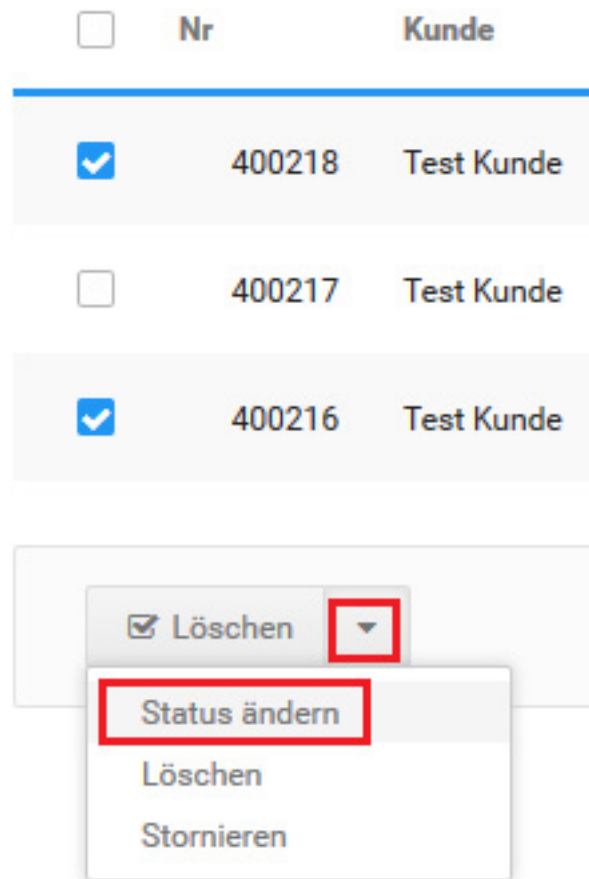 Nr Kunde
400218 Test Kunde
400217 Test Kunde
400216 Test Kunde
Löschen
Status ändern
Löschen
Stornieren